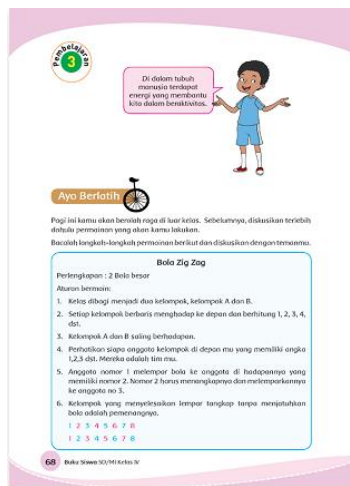 Pembelajaran
3
Di dalam tubuh
manusia terdapat
energi yang membantu
kita dalam beraktivitas.
Ayo Berlatih
Pagi ini kamu akan berolah raga di luar kelas. Sebelumnya, diskusikan terlebih
dahulu permainan yang akan kamu lakukan.
Bacalah langkah-langkah permainan berikut dan diskusikan dengan temanmu.
Bola Zig Zag
Perlengkapan : 2 Bola besar
Aturan bermain:
1. Kelas dibagi menjadi dua kelompok, kelompok A dan B.
2. Setiap kelompok berbaris menghadap ke depan dan berhitung 1, 2, 3, 4,
dst.
3. Kelompok A dan B saling berhadapan.
4. Perhatikan siapa anggota kelompok di depan mu yang memiliki angka
1,2,3 dst. Mereka adalah tim mu.
5. Anggota nomor 1 melempar bola ke anggota di hadapannya yang
memiliki nomor 2. Nomor 2 harus menangkapnya dan melemparkannya
ke anggota no 3.
6. Kelompok yang menyelesaikan lempar tangkap tanpa menjatuhkan
bola adalah pemenangnya.
1 2 3 4 5 6 7 8
1 2 3 4 5 6 7 8
68 Buku Siswa SD/MI Kelas IV